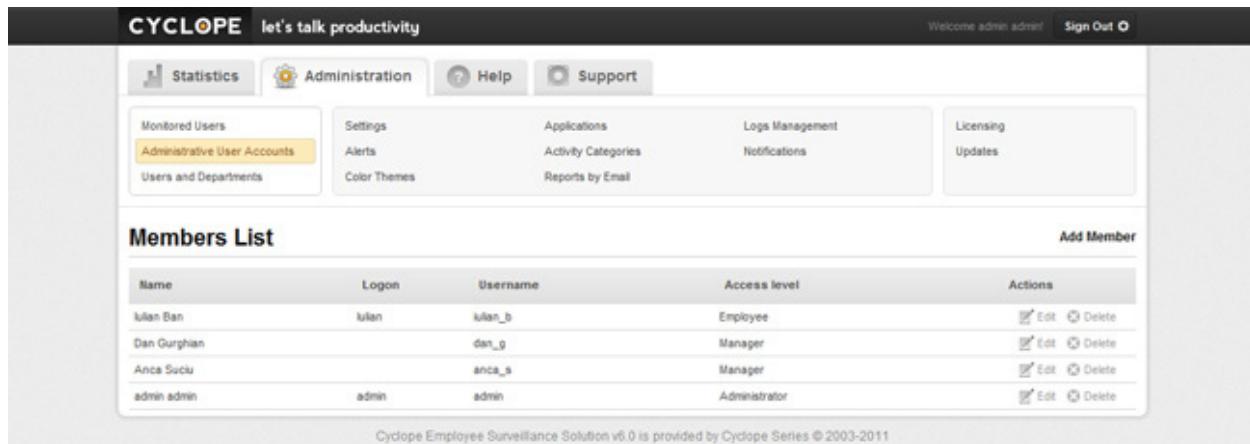 CYCLOPE let's talk productivity Welcome admin admin! Sign Out
Statistics Administration Help Support
Monitored Users Settings Applications Logs Management Licensing
Administrative User Accounts Alerts Activity Categories Notifications Updates
Users and Departments Color Themes Reports by Email
Members List Add Member
Name Logon Username Access level Actions
Iulian Ban Iulian iulian_b Employee Edit Delete
Dan Gurghian dan_g Manager Edit Delete
Anca Suciu anca_s Manager Edit Delete
admin admin admin admin Administrator Edit Delete
Cyclope Employee Surveillance Solution v6.0 is provided by Cyclope Series © 2003-2011